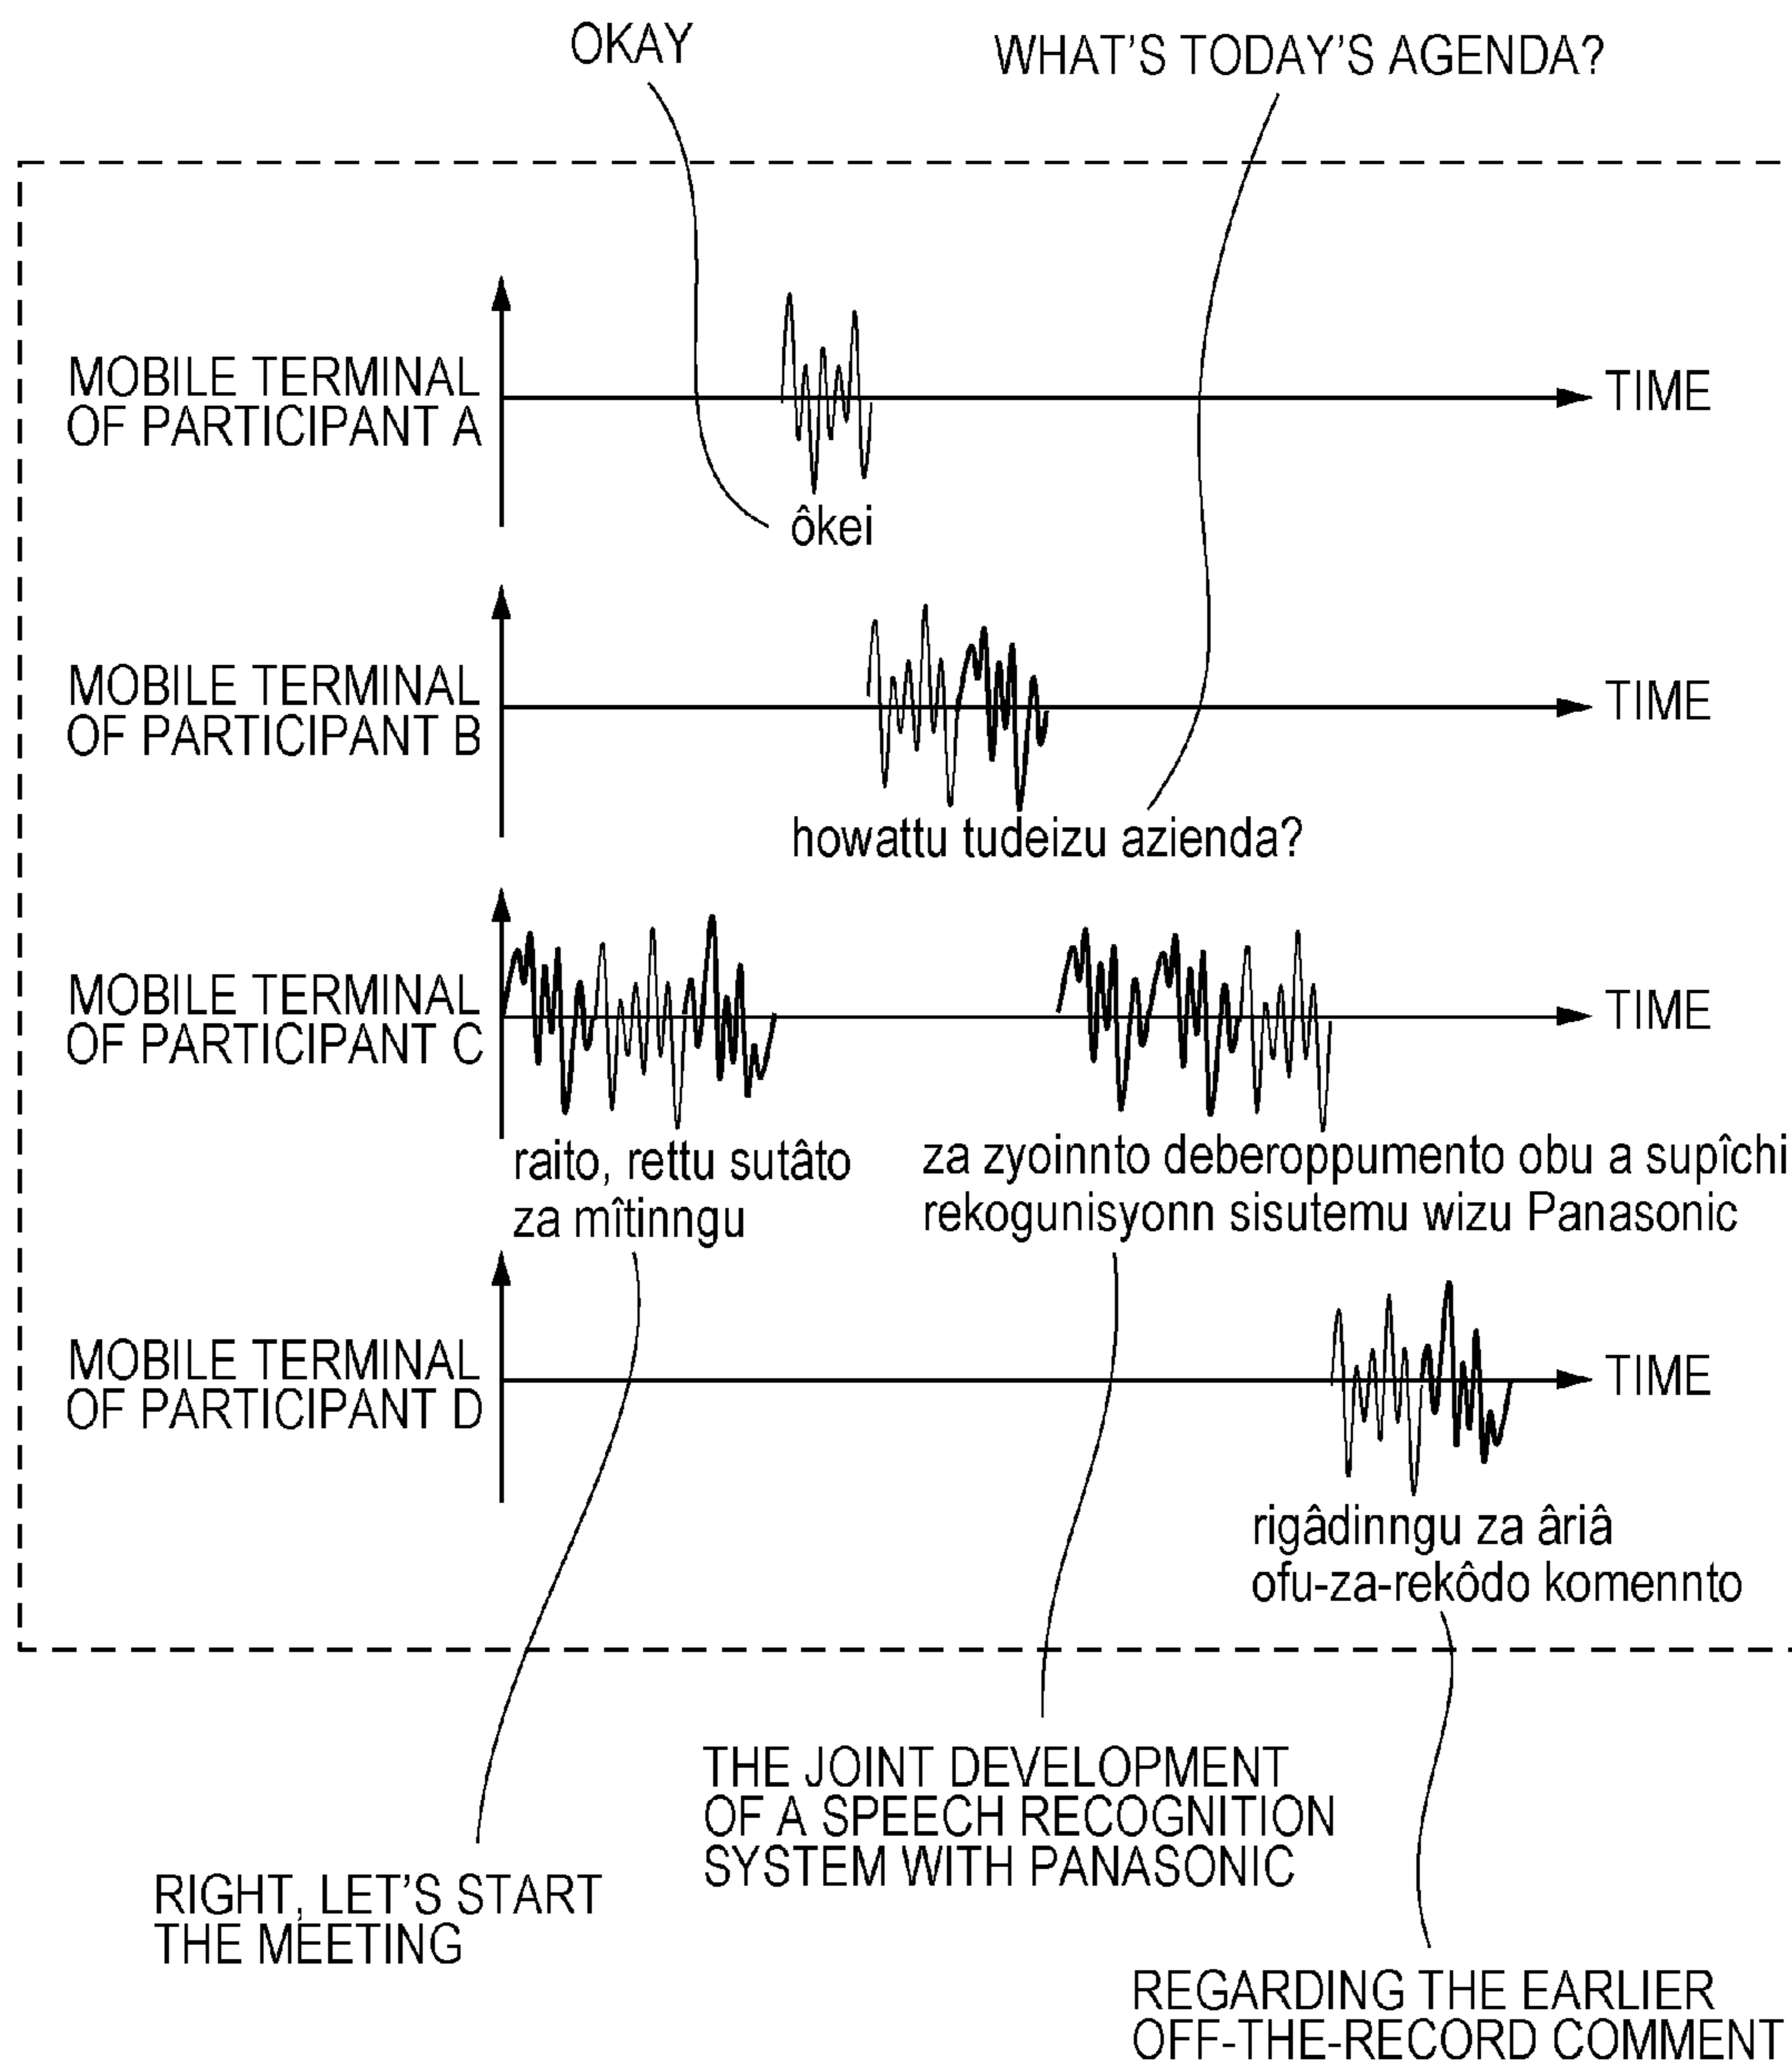 OKAY
WHAT'S TODAY'S AGENDA?
MOBILE TERMINAL
OF PARTICIPANT A
TIME
ôkei
MOBILE TERMINAL
OF PARTICIPANT B
TIME
howattu tudeizu azienda?
MOBILE TERMINAL
OF PARTICIPANT C
TIME
raito, rettu sutâto
za mîtinngu
za zyoinnto deberoppumento obu a supîchi
rekogunisyonn sisutemu wizu Panasonic
MOBILE TERMINAL
OF PARTICIPANT D
TIME
rigâdinngu za âriâ
ofu-za-rekôdo komennto
THE JOINT DEVELOPMENT
OF A SPEECH RECOGNITION
SYSTEM WITH PANASONIC
RIGHT, LET'S START
THE MEETING
REGARDING THE EARLIER
OFF-THE-RECORD COMMENT